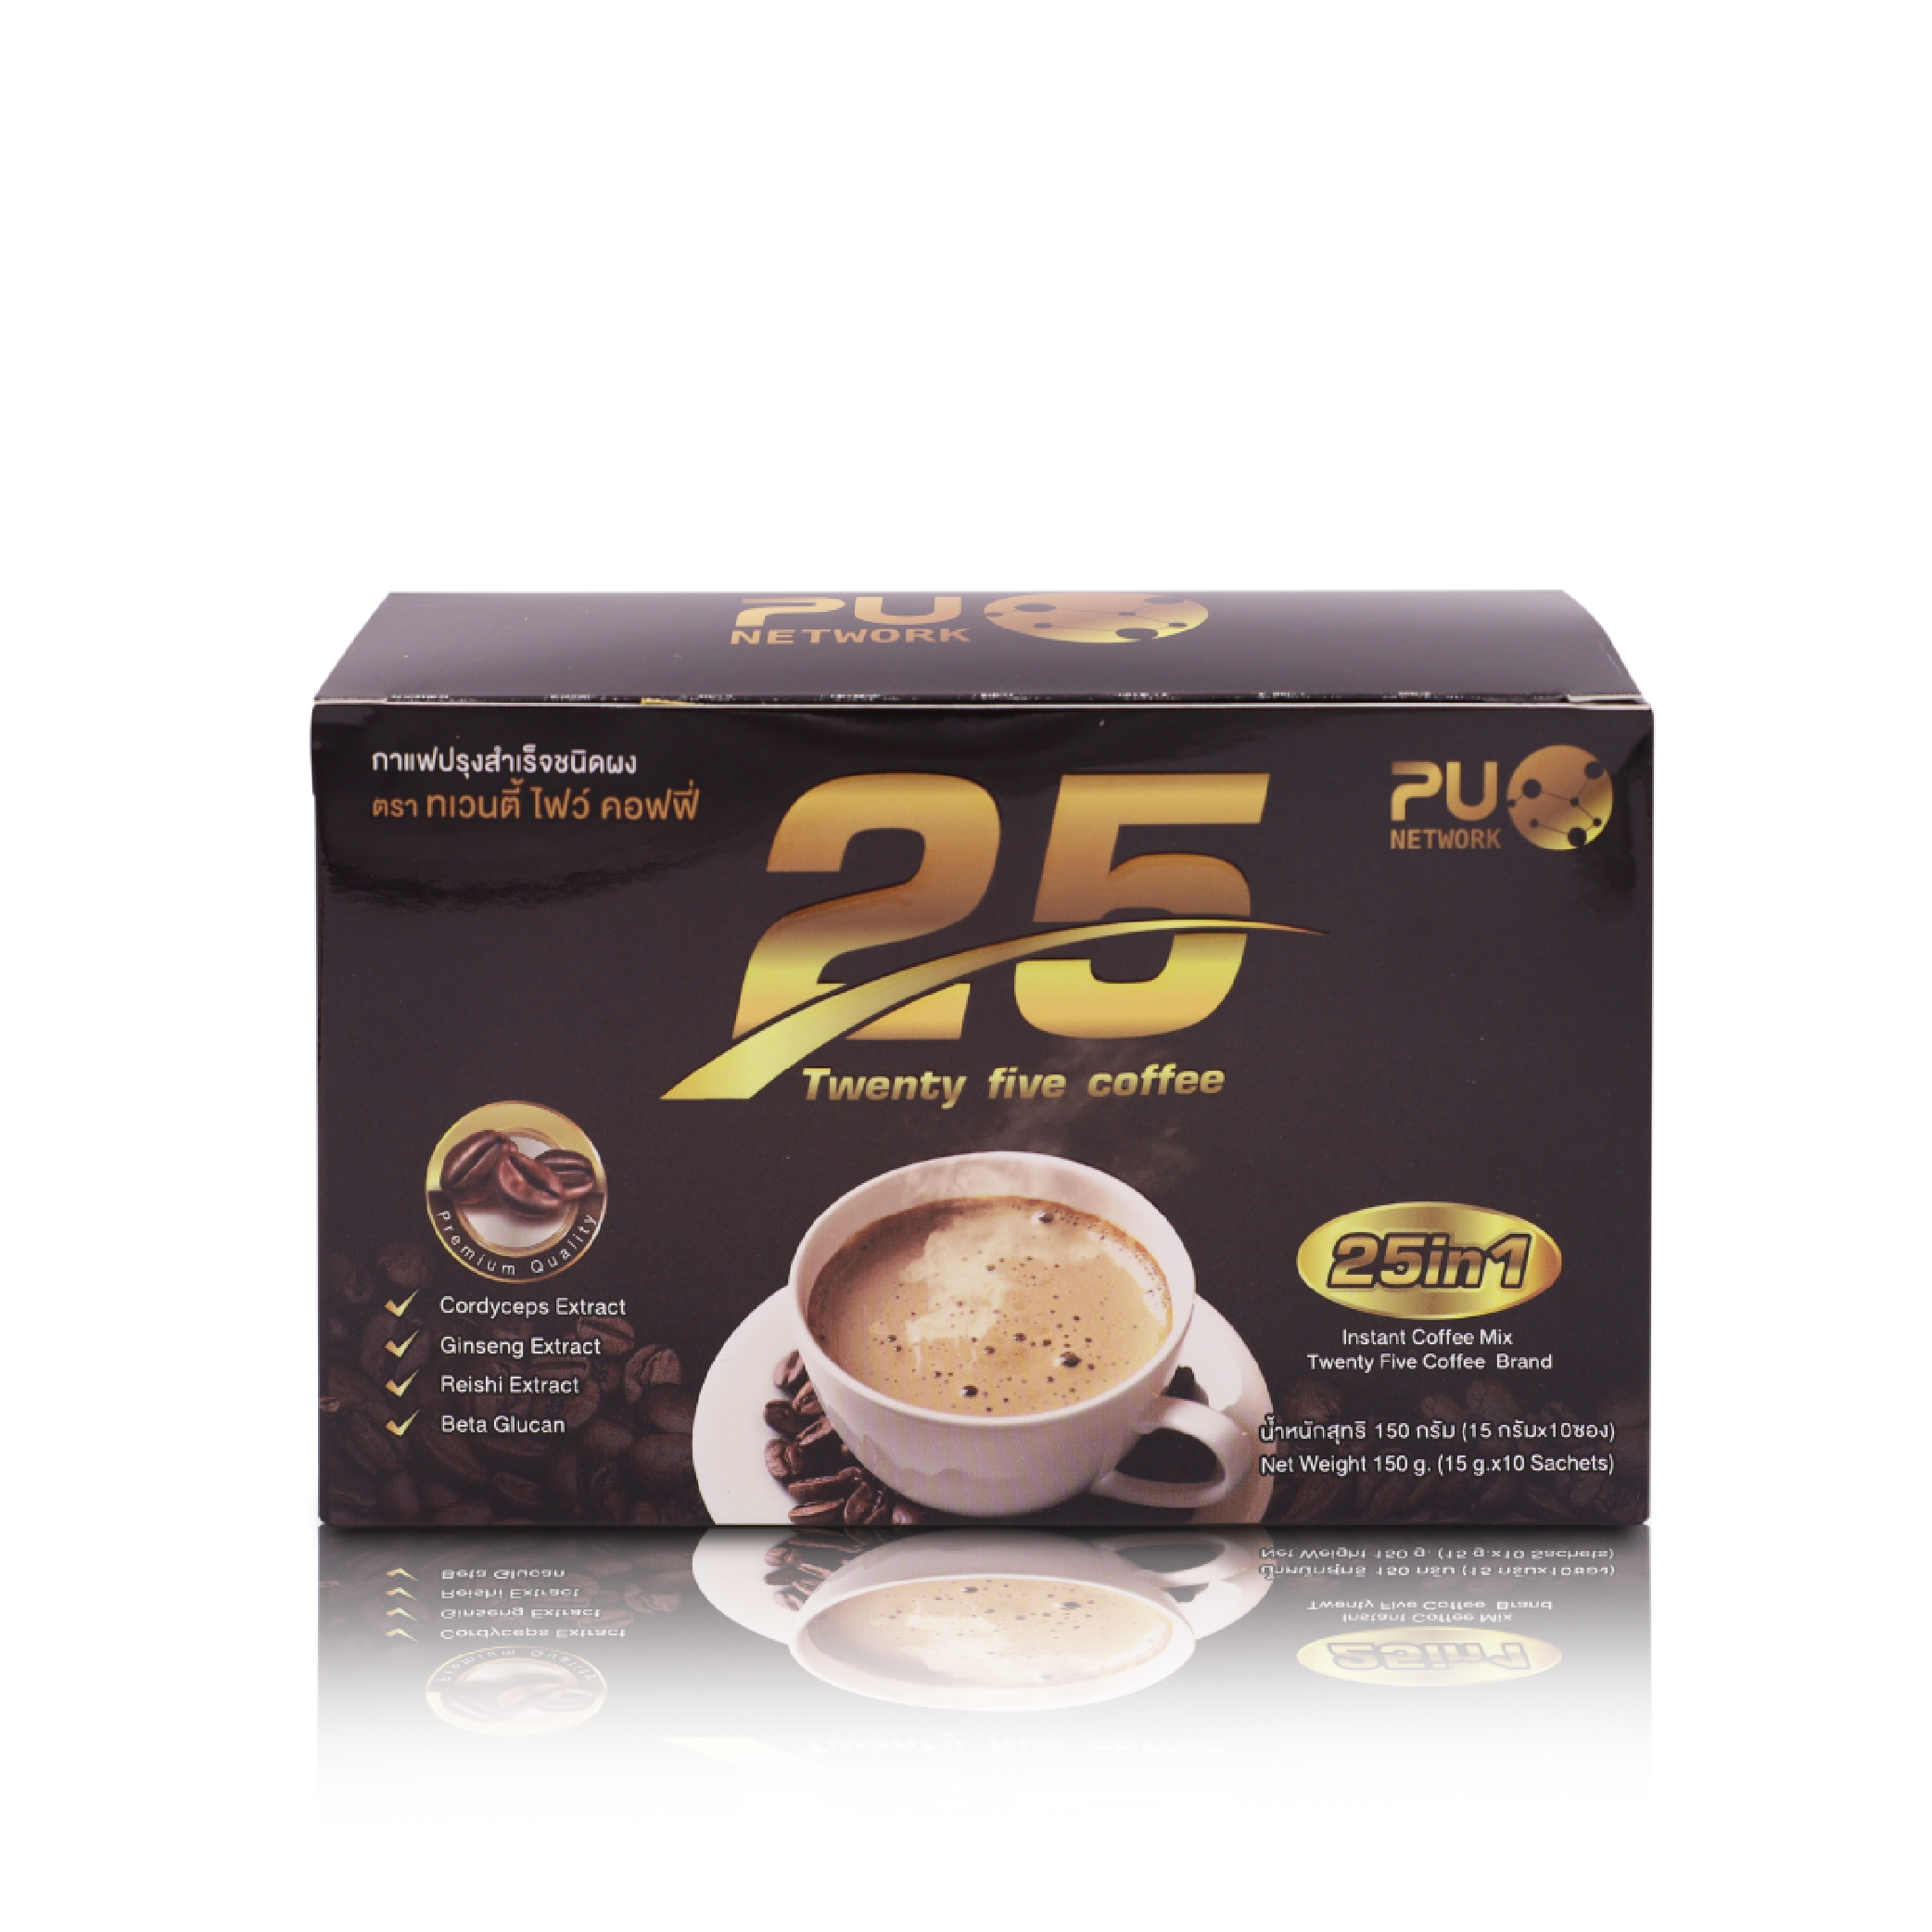 PU
NETWORK
กาแฟปรุงสำเร็จชนิดผง
ตรา ทเวนตี้ ไฟว์ คอฟฟี่
25
Twenty five coffee
PU
NETWORK
Premium Quality
Cordyceps Extract
Ginseng Extract
Reishi Extract
Beta Glucan
25in1
Instant Coffee Mix
Twenty Five Coffee Brand
น้ำหนักสุทธิ 150 กรัม (15 กรัมx10ซอง)
Net Weight 150 g. (15 g.x10 Sachets)